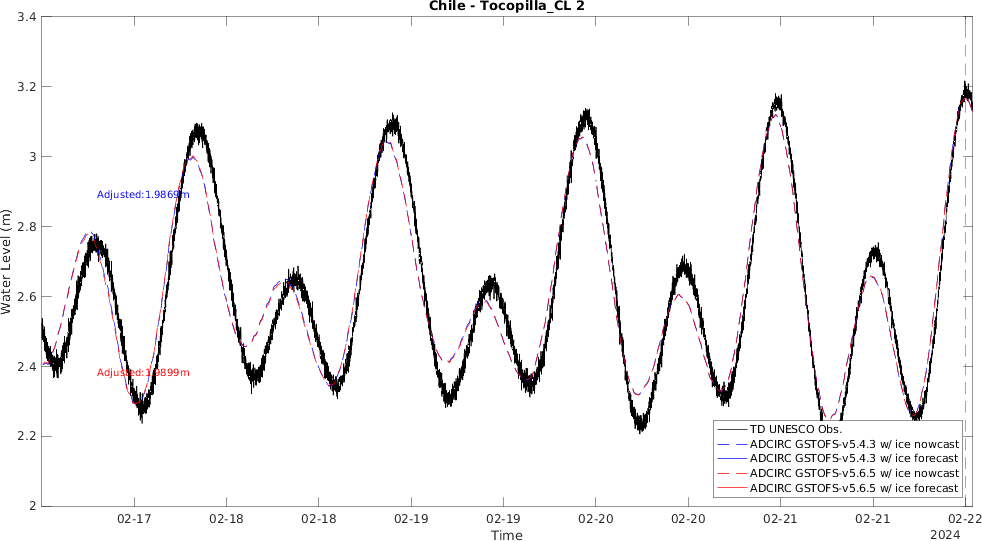 Chile - Tocopilla_CL 2
3.4
3.2
3
2.8
2.6
2.4
2.2
2
Water Level (m)
Adjusted:1.9869m
Adjusted:1.9899m
TD UNESCO Obs.
ADCIRC GSTOFS-v5.4.3 w/ ice nowcast
ADCIRC GSTOFS-v5.4.3 w/ ice forecast
ADCIRC GSTOFS-v5.6.5 w/ ice nowcast
ADCIRC GSTOFS-v5.6.5 w/ ice forecast
02-17 02-18 02-18 02-19 02-19 02-20 02-20 02-21 02-21 02-22
Time
2024